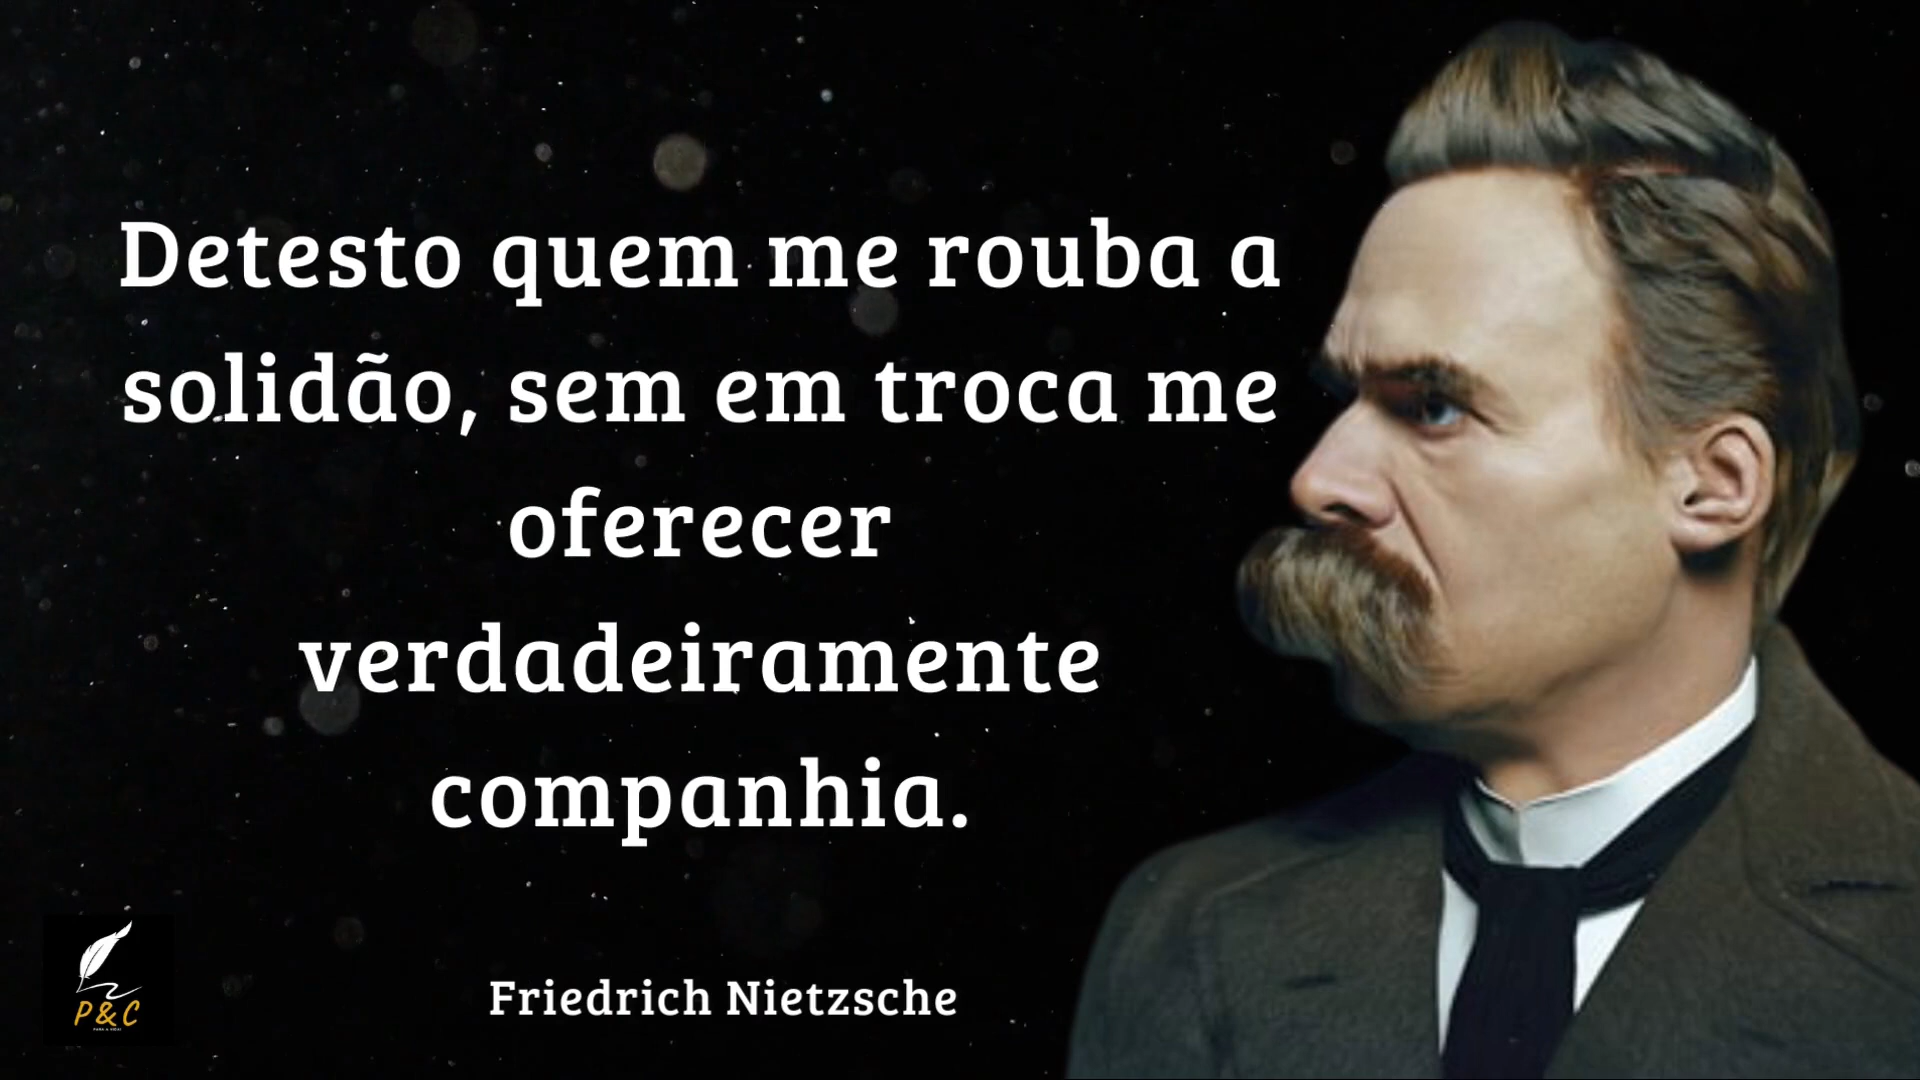 Detesto quem me rouba a
solidão, sem em troca me
oferecer
verdadeiramente
companhia.
Friedrich Nietzsche
P&C